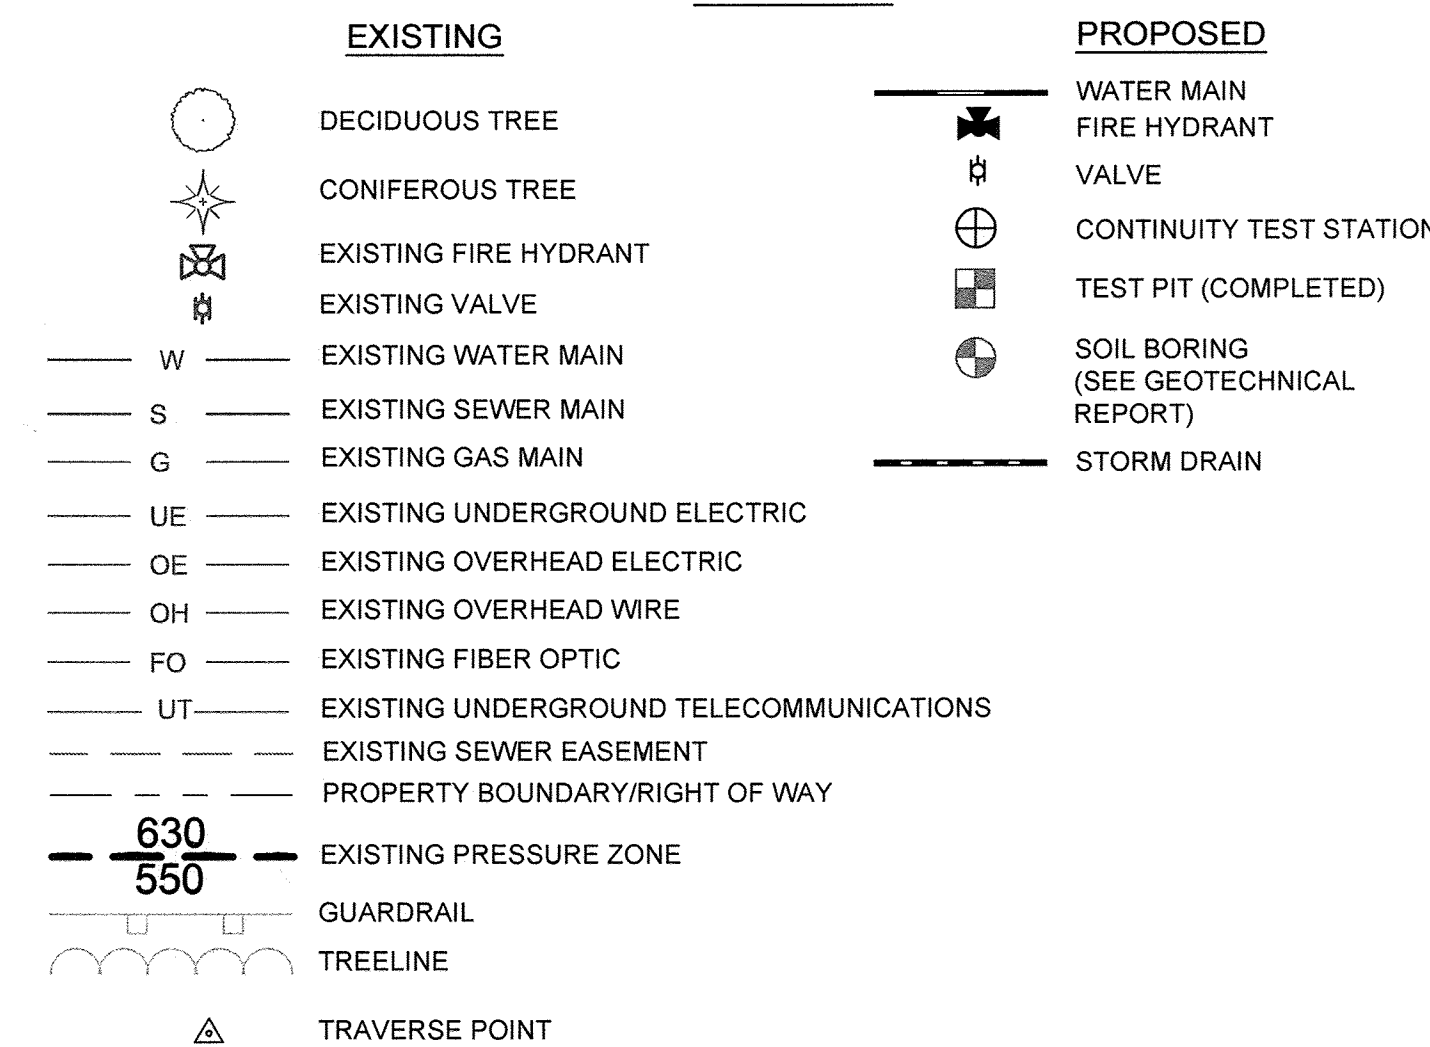 EXISTING
DECIDUOUS TREE
CONIFEROUS TREE
EXISTING FIRE HYDRANT
EXISTING VALVE
W EXISTING WATER MAIN
S EXISTING SEWER MAIN
G EXISTING GAS MAIN
UE EXISTING UNDERGROUND ELECTRIC
OE EXISTING OVERHEAD ELECTRIC
OH EXISTING OVERHEAD WIRE
FO EXISTING FIBER OPTIC
UT EXISTING UNDERGROUND TELECOMMUNICATIONS
EXISTING SEWER EASEMENT
PROPERTY BOUNDARY/RIGHT OF WAY
630
EXISTING PRESSURE ZONE
550
GUARDRAIL
TREELINE
TRAVERSE POINT
PROPOSED
WATER MAIN
FIRE HYDRANT
VALVE
CONTINUITY TEST STATION
TEST PIT (COMPLETED)
SOIL BORING
(SEE GEOTECHNICAL
REPORT)
STORM DRAIN